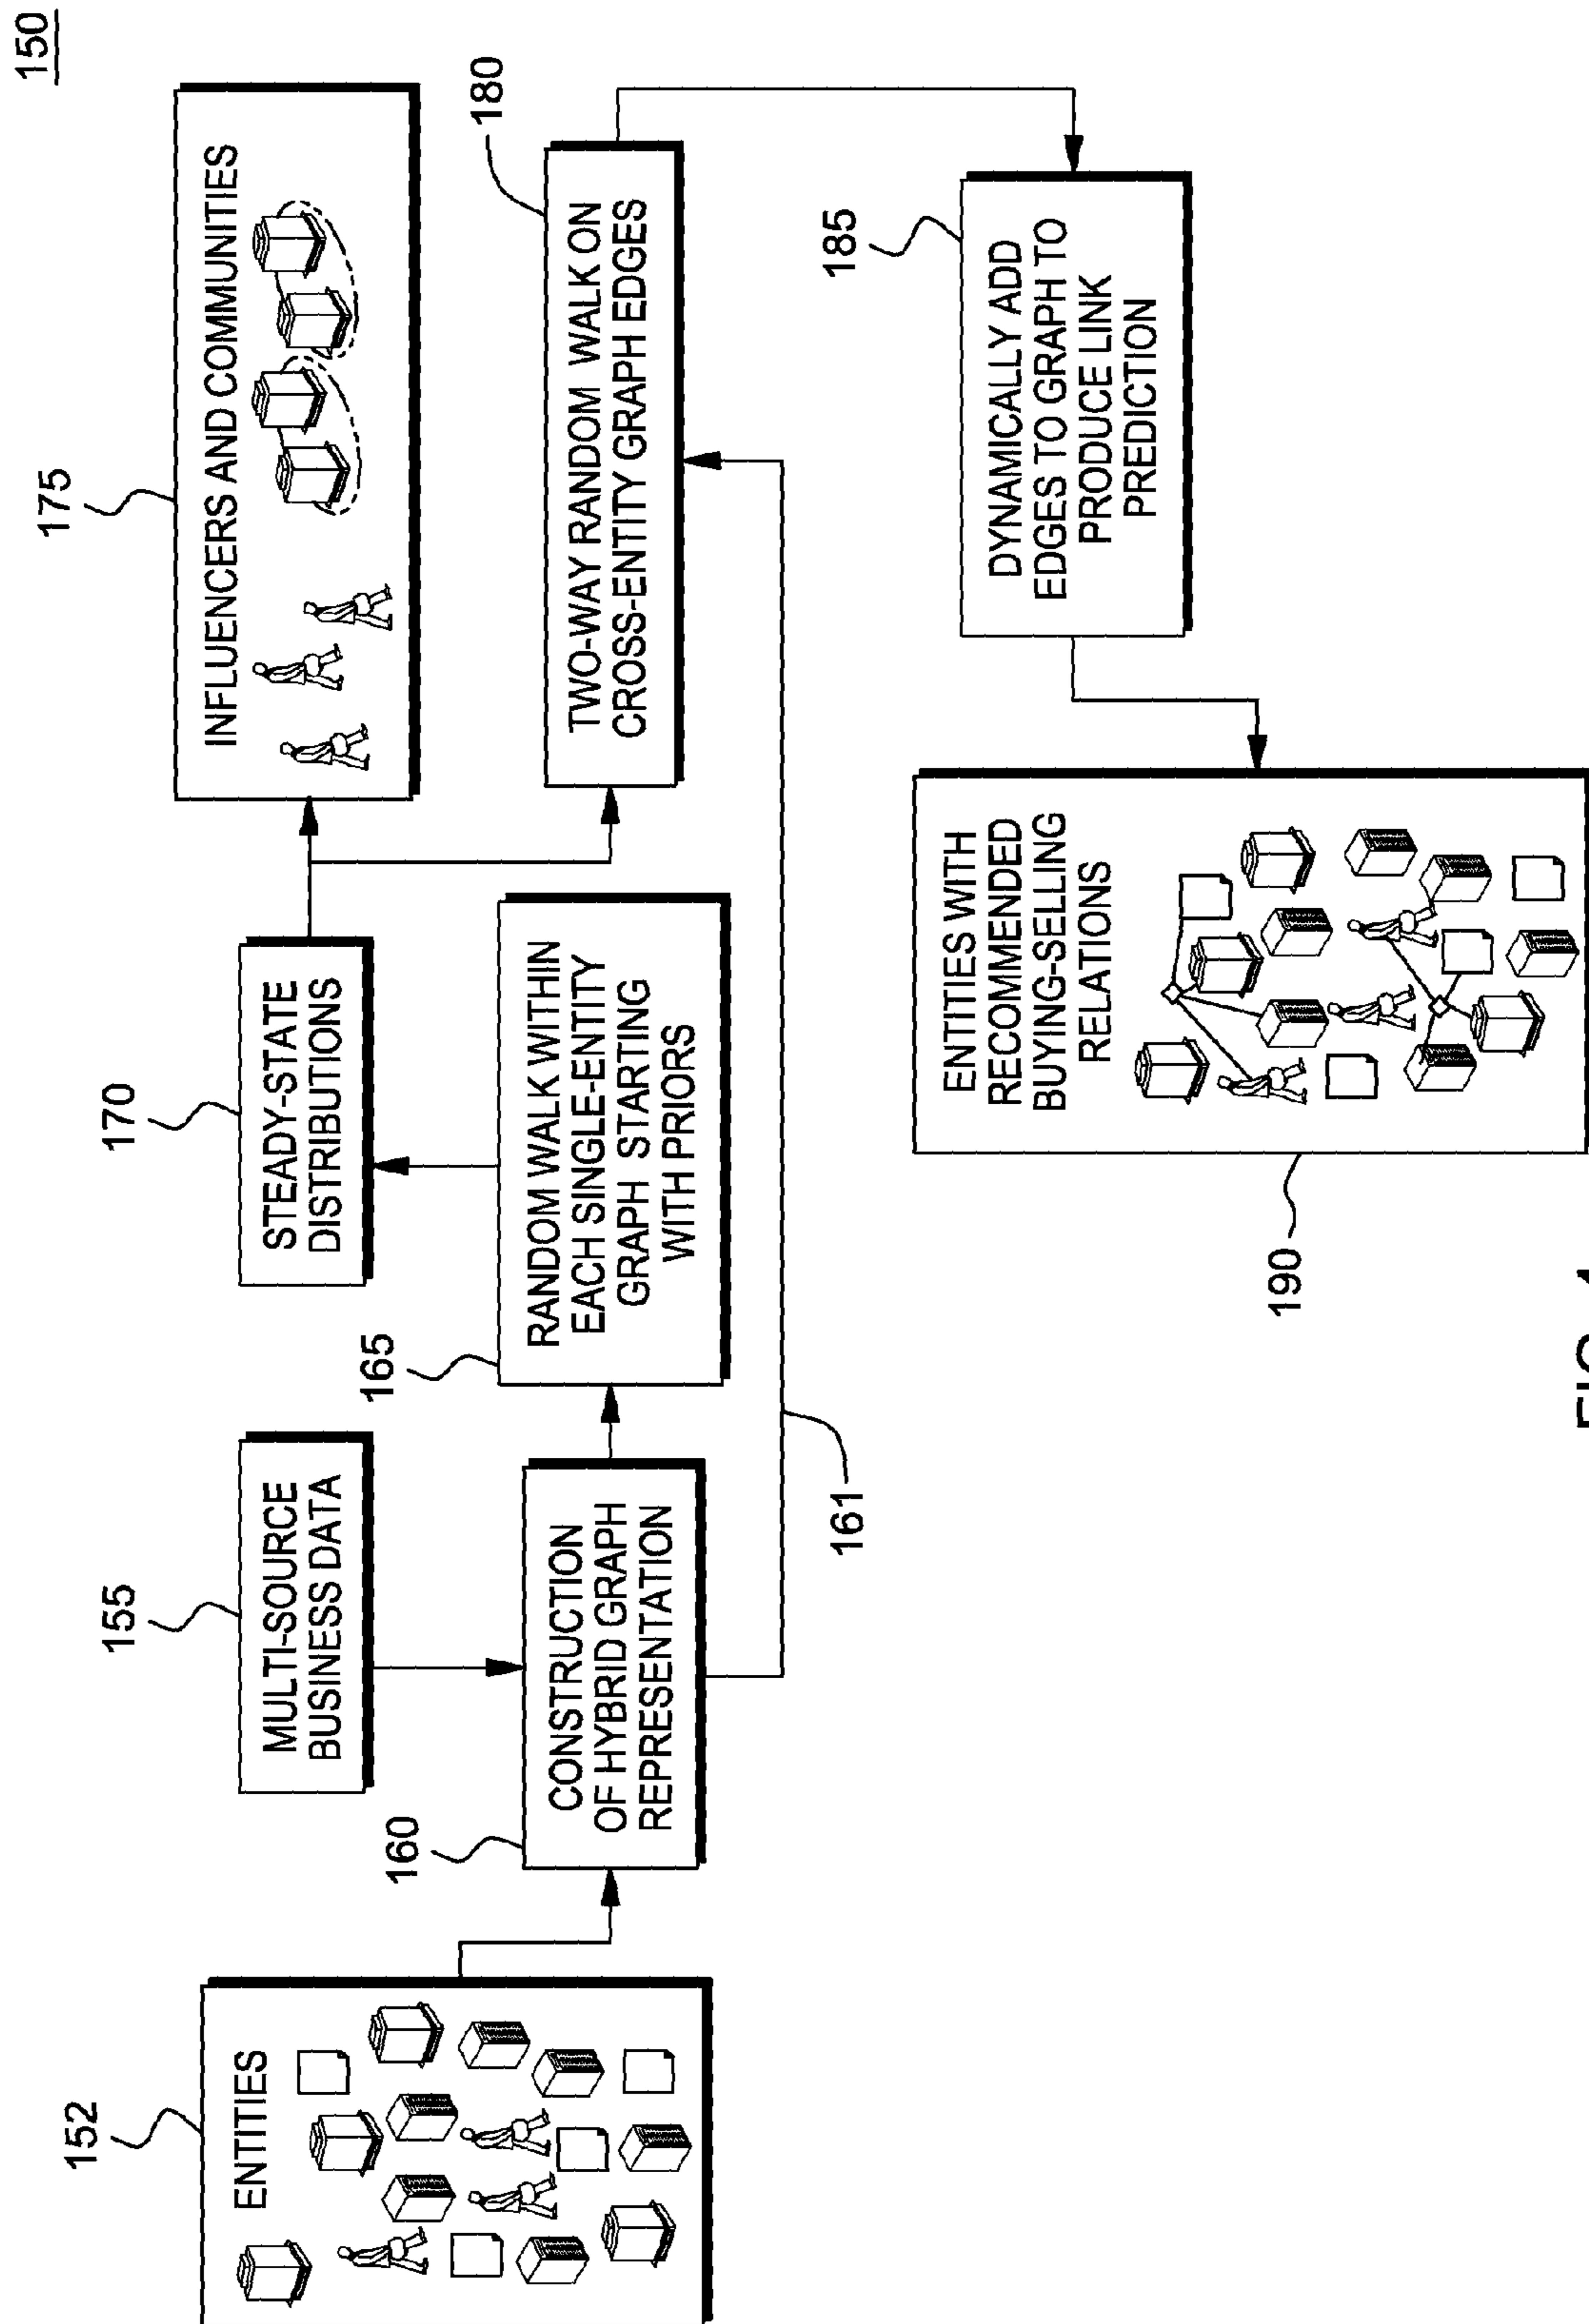 150
152
ENTITIES
155
MULTI-SOURCE
BUSINESS DATA
160
CONSTRUCTION
OF HYBRID GRAPH
REPRESENTATION
161
165
RANDOM WALK WITHIN
EACH SINGLE-ENTITY
GRAPH STARTING
WITH PRIORS
170
STEADY-STATE
DISTRIBUTIONS
175
INFLUENCERS AND COMMUNITIES
180
TWO-WAY RANDOM WALK ON
CROSS-ENTITY GRAPH EDGES
185
DYNAMICALLY ADD
EDGES TO GRAPH TO
PRODUCE LINK
PREDICTION
190
ENTITIES WITH
RECOMMENDED
BUYING-SELLING
RELATIONS
FIG.